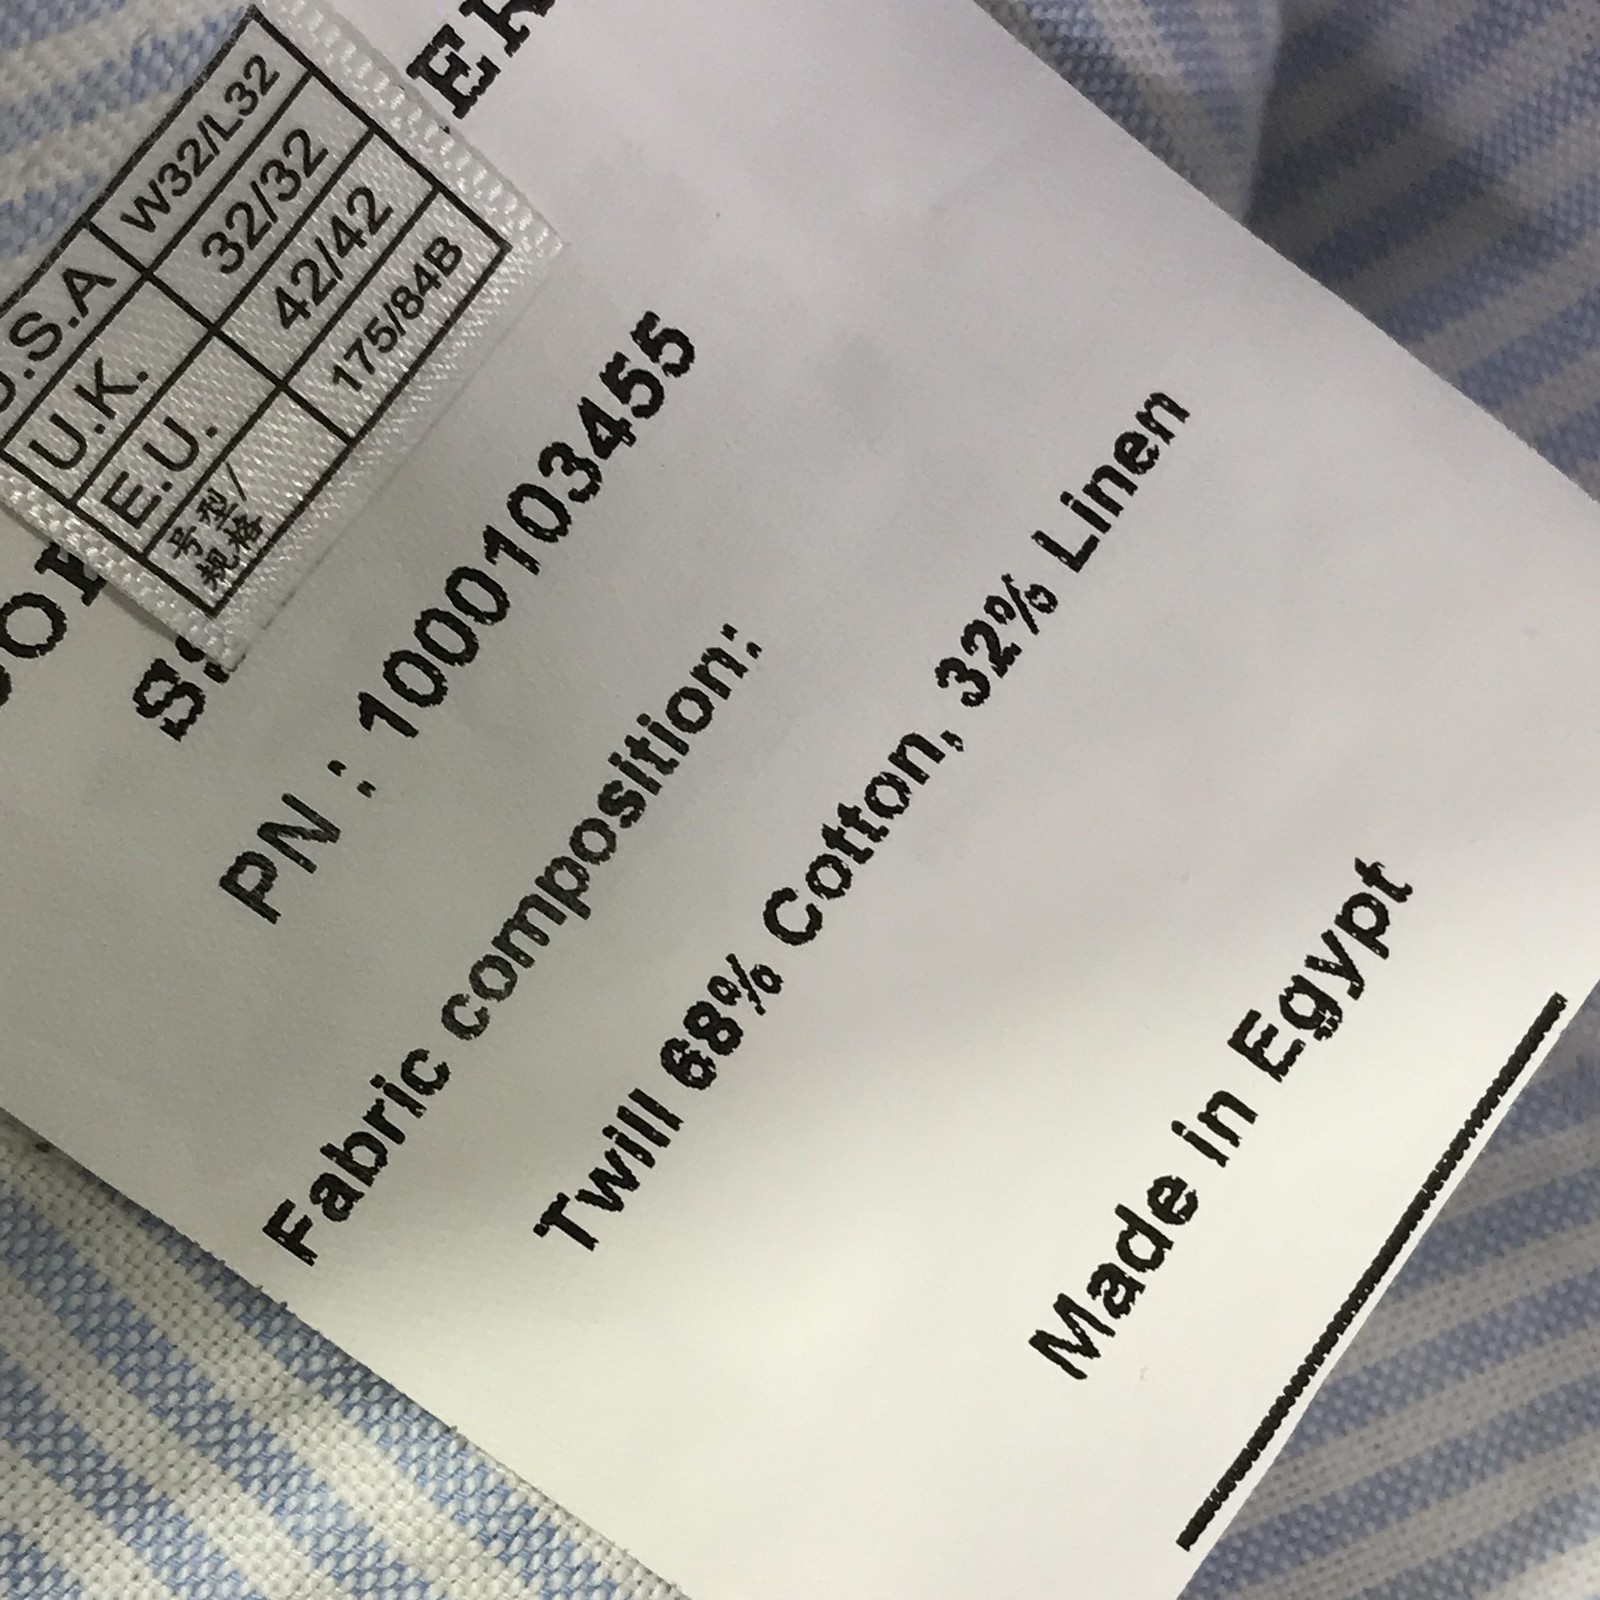 U.S.A W32/L32
U.K. 32/32
E.U. 42/42
号型/规格 175/84B
PN : 1000103455
Fabric composition:
Twill 68% Cotton, 32% Linen
Made in Egypt